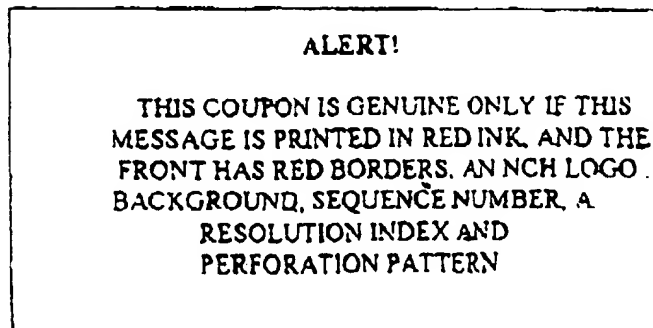 ALERT!
THIS COUPON IS GENUINE ONLY IF THIS
MESSAGE IS PRINTED IN RED INK, AND THE
FRONT HAS RED BORDERS, AN NCH LOGO
BACKGROUND, SEQUENCE NUMBER, A
RESOLUTION INDEX AND
PERFORATION PATTERN